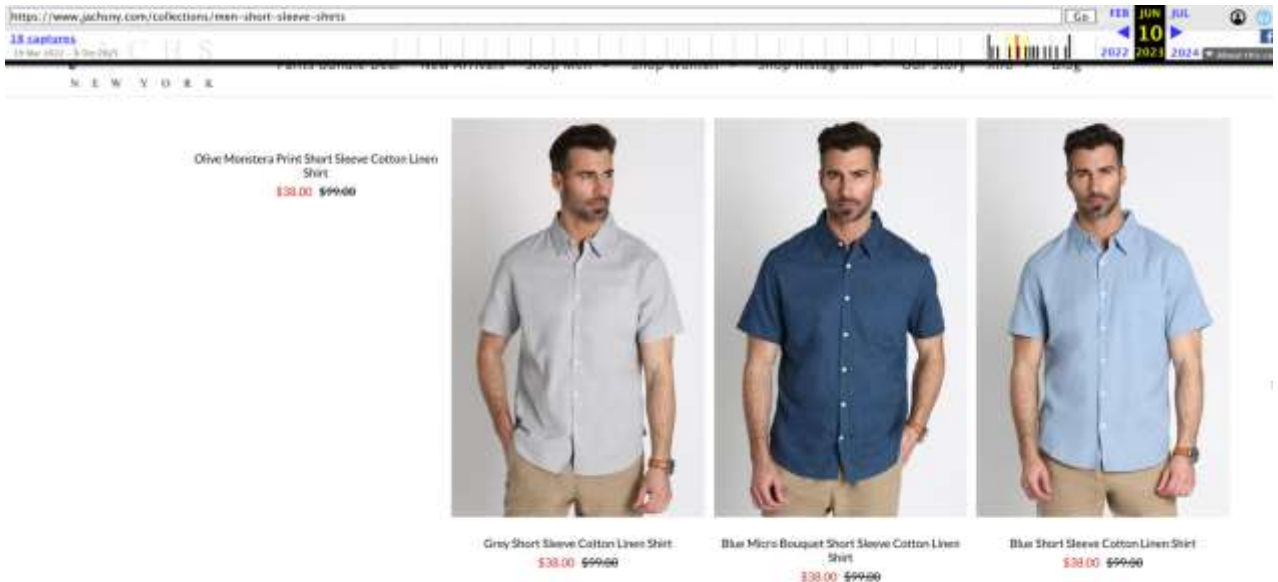 https://www.jachsny.com/collections/men-short-sleeve-shirts
Go
FEB JUN JUL
18 captures
10
2022 2023 2024
NEW YORK
Olive Monstera Print Short Sleeve Cotton Linen
Shirt
$38.00 $99.00
Grey Short Sleeve Cotton Linen Shirt
$38.00 $99.00
Blue Micro Bouquet Short Sleeve Cotton Linen
Shirt
$38.00 $99.00
Blue Short Sleeve Cotton Linen Shirt
$38.00 $99.00